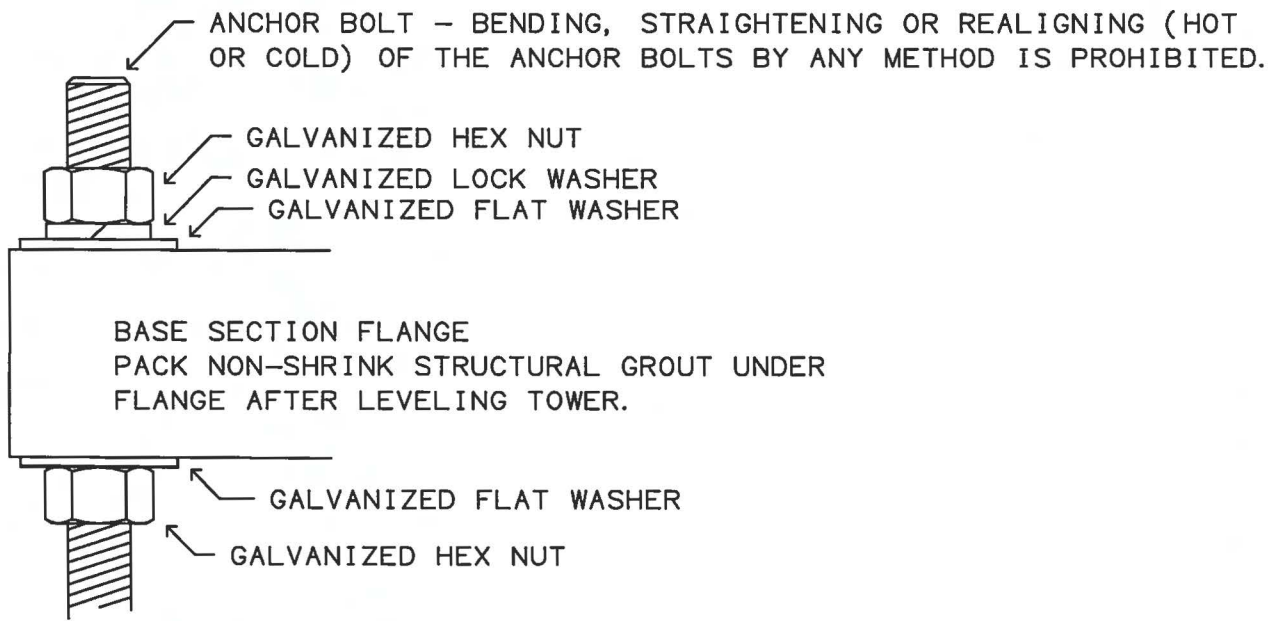 ANCHOR BOLT - BENDING, STRAIGHTENING OR REALIGNING (HOT
OR COLD) OF THE ANCHOR BOLTS BY ANY METHOD IS PROHIBITED.
GALVANIZED HEX NUT
GALVANIZED LOCK WASHER
GALVANIZED FLAT WASHER
BASE SECTION FLANGE
PACK NON-SHRINK STRUCTURAL GROUT UNDER
FLANGE AFTER LEVELING TOWER.
GALVANIZED FLAT WASHER
GALVANIZED HEX NUT